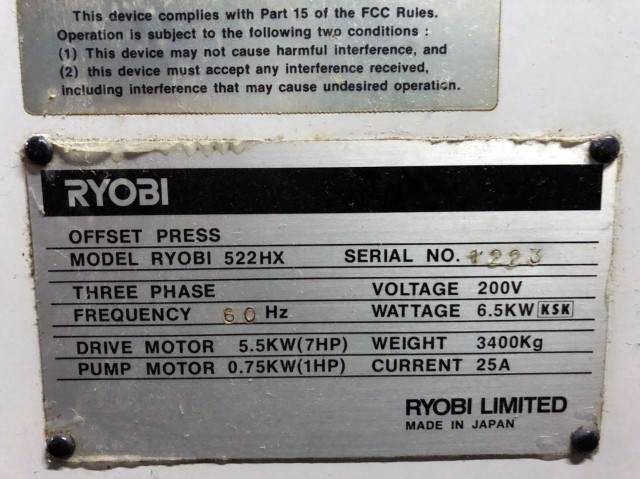 This device complies with Part 15 of the FCC Rules.
Operation is subject to the following two conditions :
(1) This device may not cause harmful interference, and
(2) this device must accept any interference received,
including interference that may cause undesired operation.
RYOBI
OFFSET PRESS
MODEL RYOBI 522HX SERIAL NO. 1223
THREE PHASE VOLTAGE 200V
FREQUENCY 60 Hz WATTAGE 6.5KW KSK
DRIVE MOTOR 5.5KW(7HP) WEIGHT 3400Kg
PUMP MOTOR 0.75KW(1HP) CURRENT 25A
RYOBI LIMITED
MADE IN JAPAN